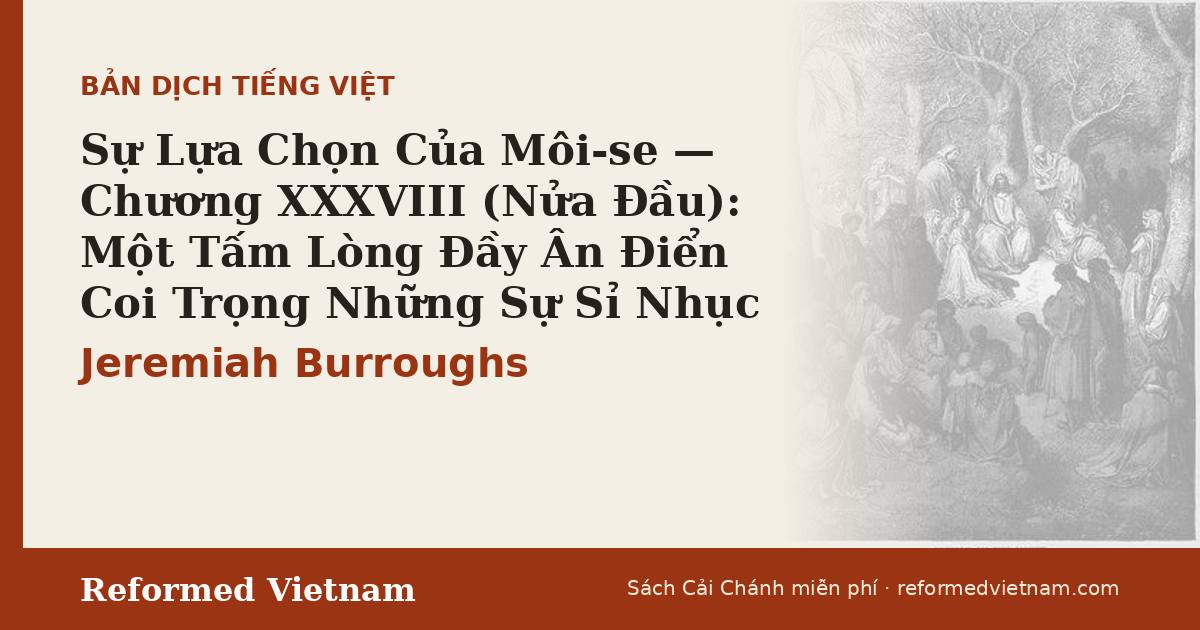 BẢN DỊCH TIẾNG VIỆT
Sự Lựa Chọn Của Môi-se —
Chương XXXVIII (Nửa Đầu):
Một Tấm Lòng Đầy Ân Điển
Coi Trọng Những Sự Sỉ Nhục
Jeremiah Burroughs
Reformed Vietnam
Sách Cải Chánh miễn phí · reformedvietnam.com